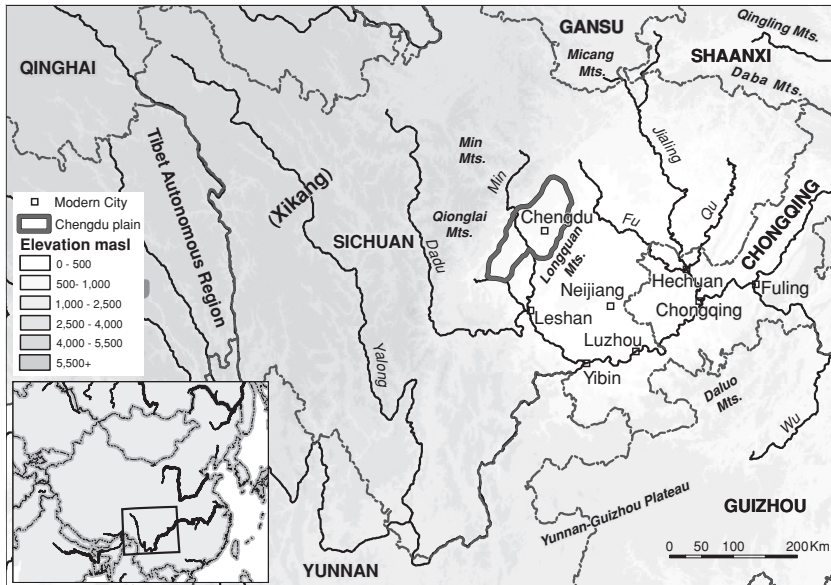 GANSU
Qingling Mts.
QINGHAI
Micang
Mts.
SHAANXI
Daba Mts.
Tibet Autonomous Region
(Xikang)
Min
Mts.
Min
Jialing
Modern City
Chengdu plain
Elevation masl
0 - 500
500- 1,000
1,000 - 2,500
2,500 - 4,000
4,000 - 5,500
5,500+
Qionglai
Mts.
SICHUAN
Dadu
Chengdu
Longquan
Mts.
Fu
Qu
CHONGQING
Hechuan
Fuling
Neijiang
Chongqing
Leshan
Luzhou
Yibin
Yalong
Daluo
Mts.
Wu
Yunnan-Guizhou Plateau
GUIZHOU
YUNNAN
0 50 100 200 Km